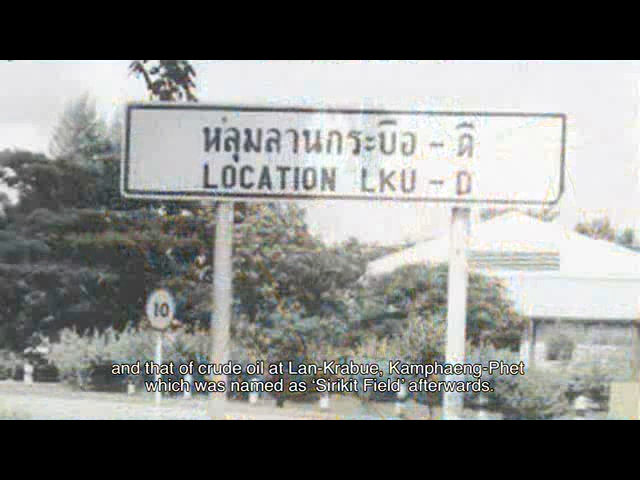 หลุมลานกระบือ - ดี
LOCATION LKU - D
10
and that of crude oil at Lan-Krabue, Kamphaeng-Phet
which was named as ‘Sirikit Field’ afterwards.